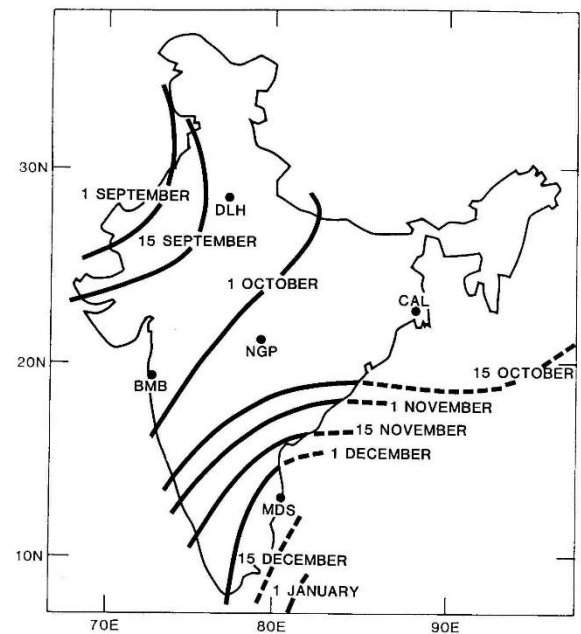 30N
1 SEPTEMBER
DLH
15 SEPTEMBER
1 OCTOBER
CAL
NGP
20N
BMB
15 OCTOBER
1 NOVEMBER
15 NOVEMBER
1 DECEMBER
MDS
10N
15 DECEMBER
1 JANUARY
70E 80E 90E